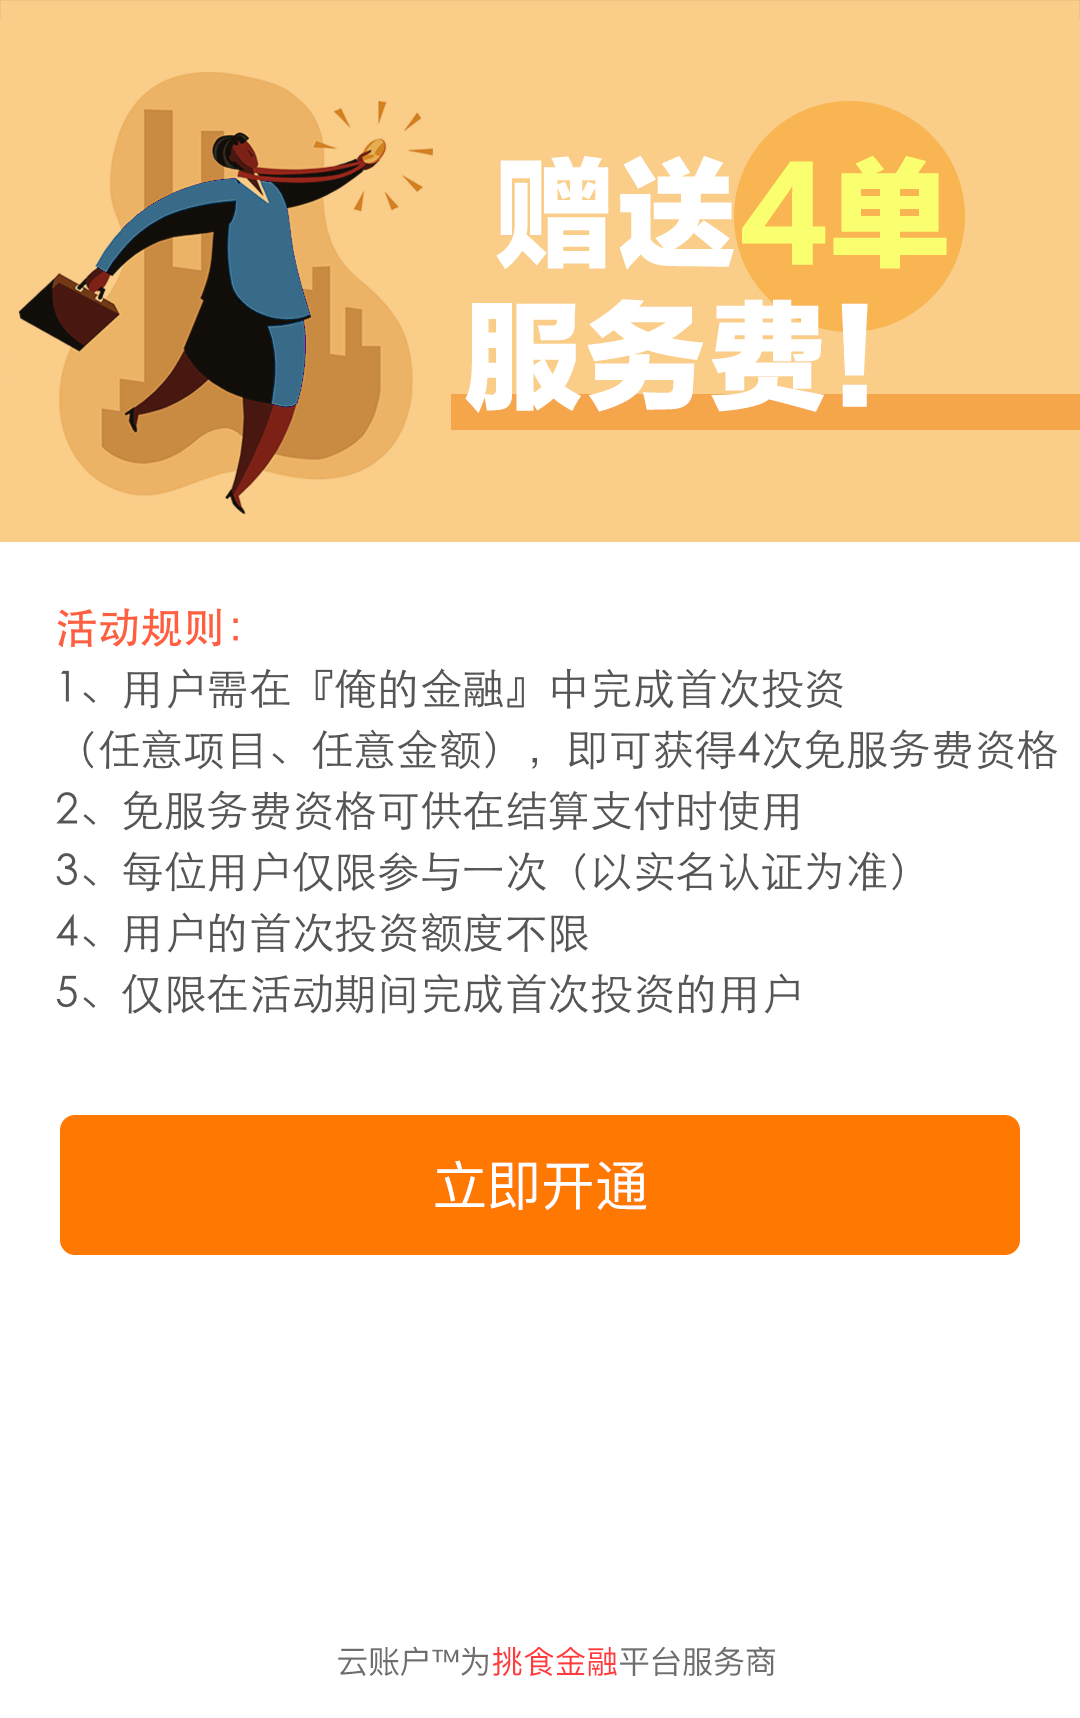 赠送4单
服务费!
活动规则：
1、用户需在『俺的金融』中完成首次投资
（任意项目、任意金额），即可获得4次免服务费资格
2、免服务费资格可供在结算支付时使用
3、每位用户仅限参与一次（以实名认证为准）
4、用户的首次投资额度不限
5、仅限在活动期间完成首次投资的用户
立即开通
云账户™为挑食金融平台服务商